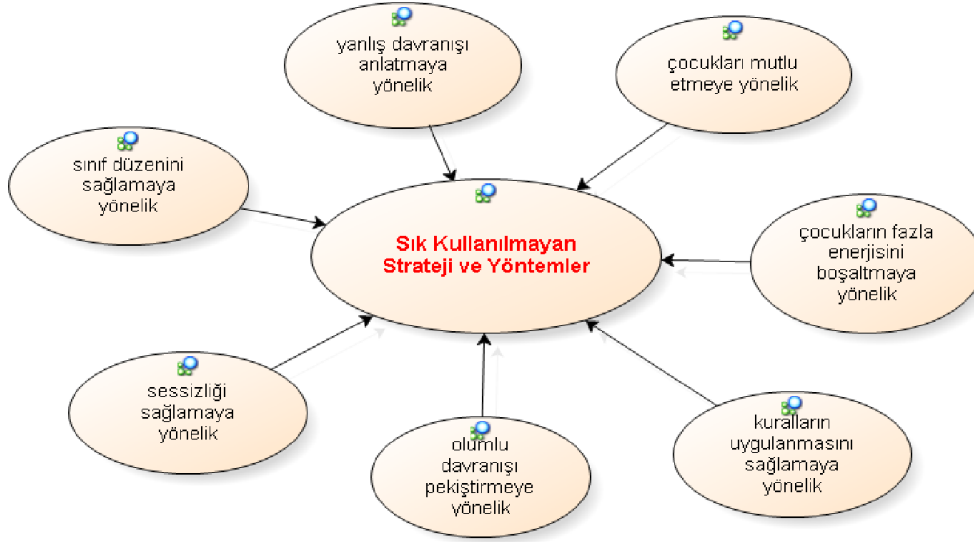 yanlış davranışı
anlatmaya
yönelik
çocukları mutlu
etmeye yönelik
sınıf düzenini
sağlamaya
yönelik
Sık Kullanılmayan
Strateji ve Yöntemler
çocukların fazla
enerjisini
boşaltmaya
yönelik
sessizliği
sağlamaya
yönelik
olumlu
davranışı
pekiştirmeye
yönelik
kuralların
uygulanmasını
sağlamaya
yönelik